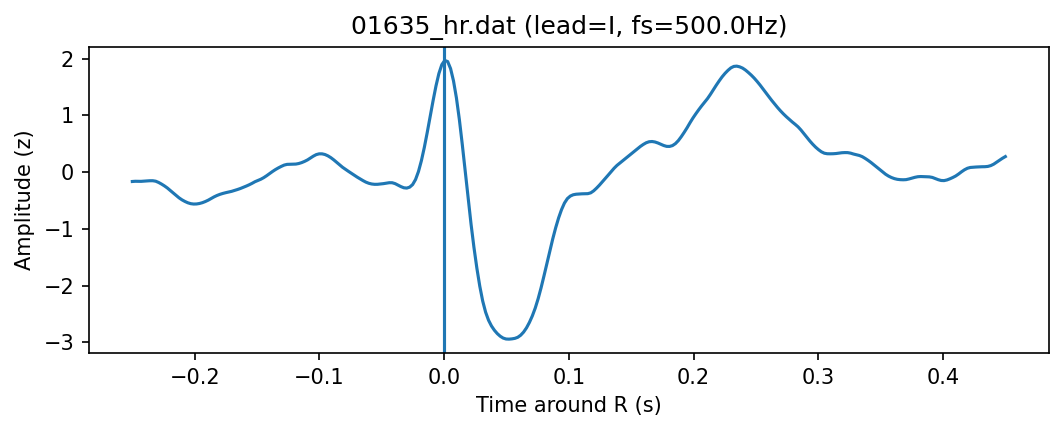 01635_hr.dat (lead=I, fs=500.0Hz)
Amplitude (z)
2
1
0
−1
−2
−3
−0.2 −0.1 0.0 0.1 0.2 0.3 0.4
Time around R (s)